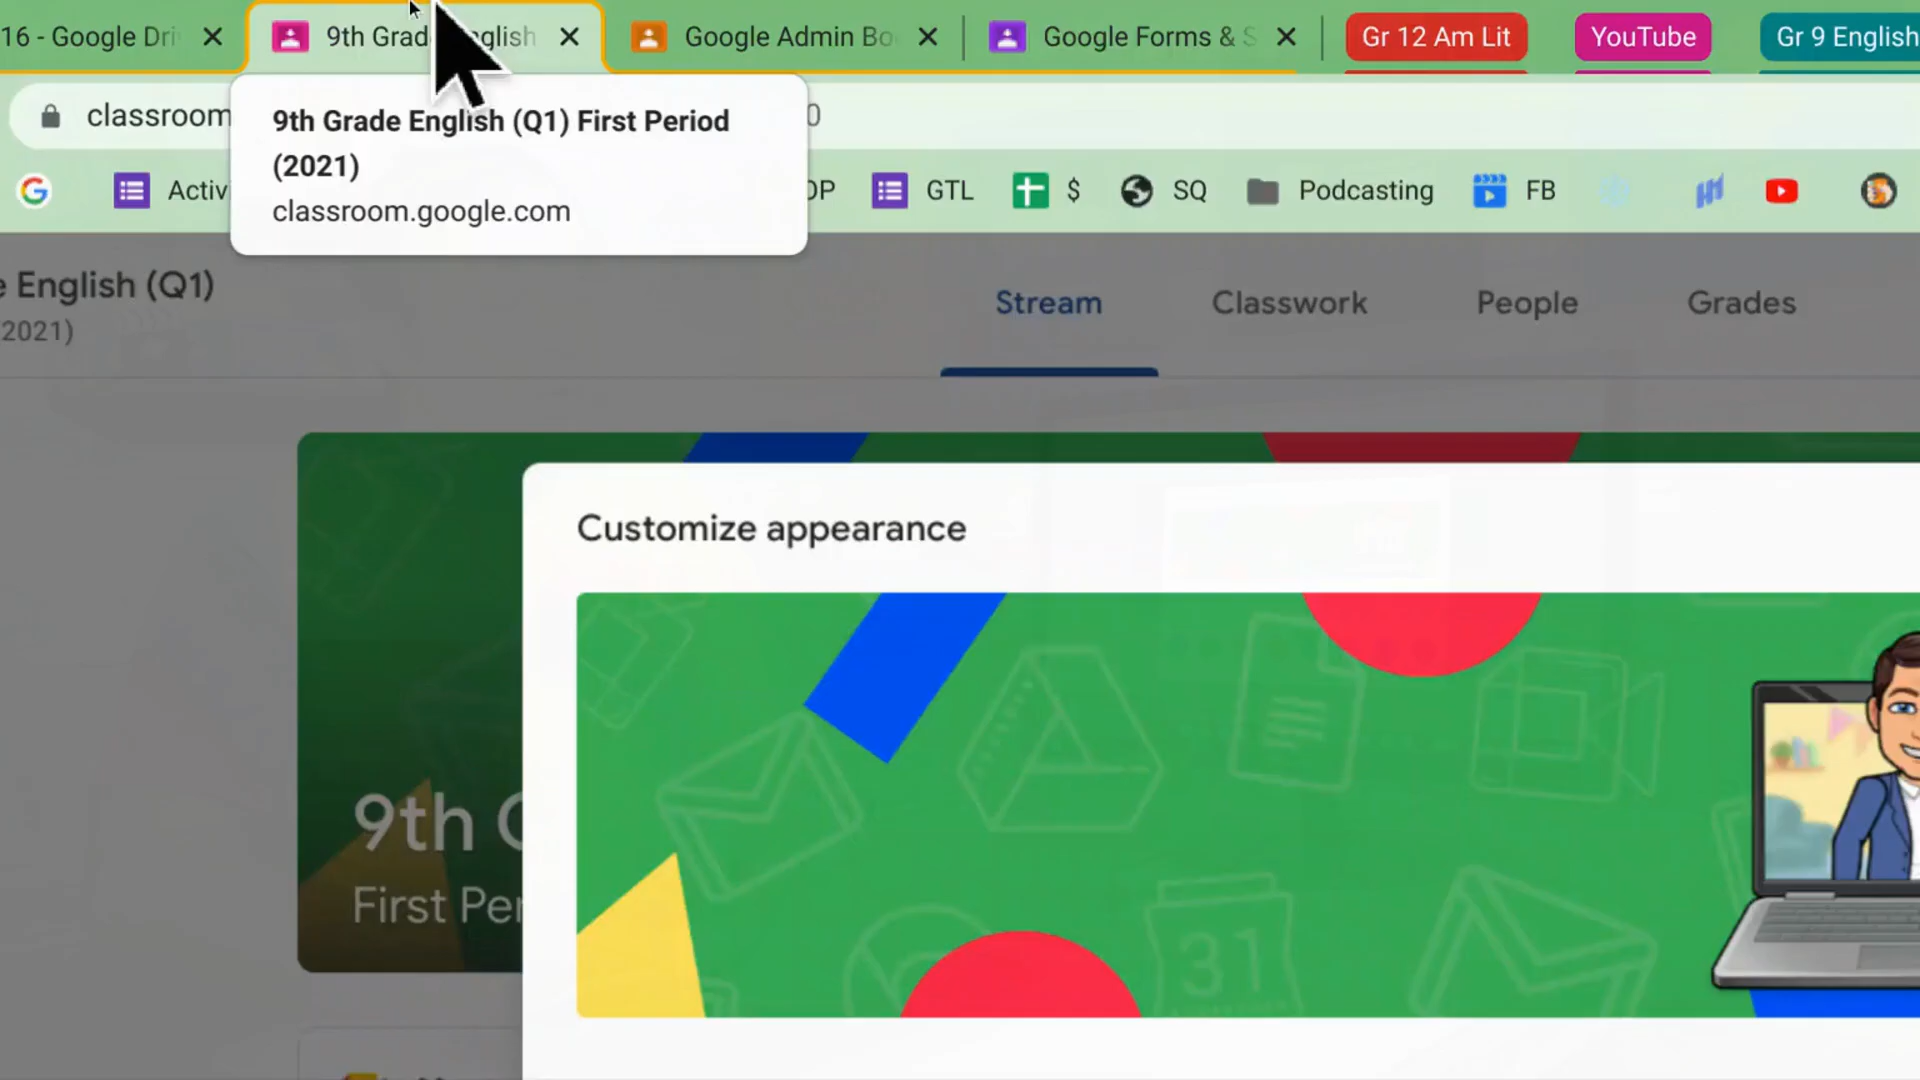 16 - Google Dri
9th Grad
glish
Google Admin Bo
Google Forms & S
Gr 12 Am Lit
YouTube
Gr 9 English
classroom
0
9th Grade English (Q1) First Period
(2021)
classroom.google.com
Activ
OP
GTL
$
SQ
Podcasting
FB
e English (Q1)
2021)
Stream
Classwork
People
Grades
9th G
First Per
Customize appearance
31